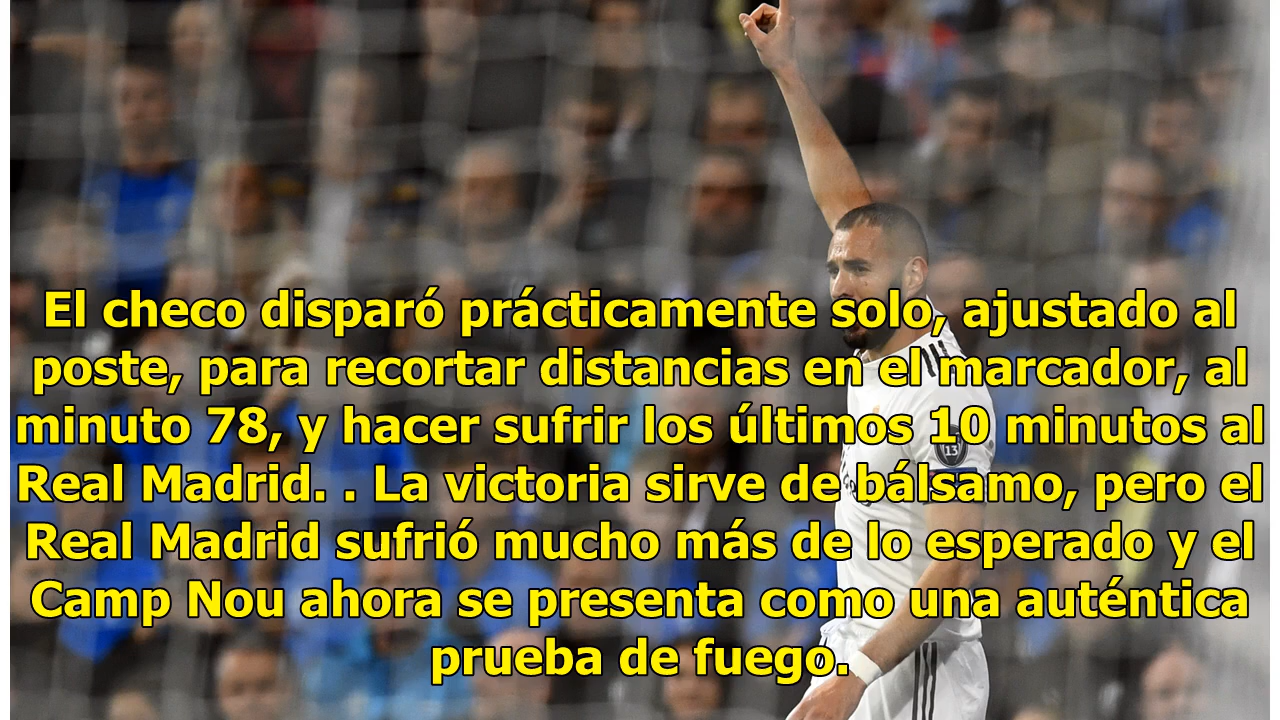 El checo disparó prácticamente solo, ajustado al
poste, para recortar distancias en el marcador, al
minuto 78, y hacer sufrir los últimos 10 minutos al
Real Madrid. . La victoria sirve de bálsamo, pero el
Real Madrid sufrió mucho más de lo esperado y el
Camp Nou ahora se presenta como una auténtica
prueba de fuego.
13